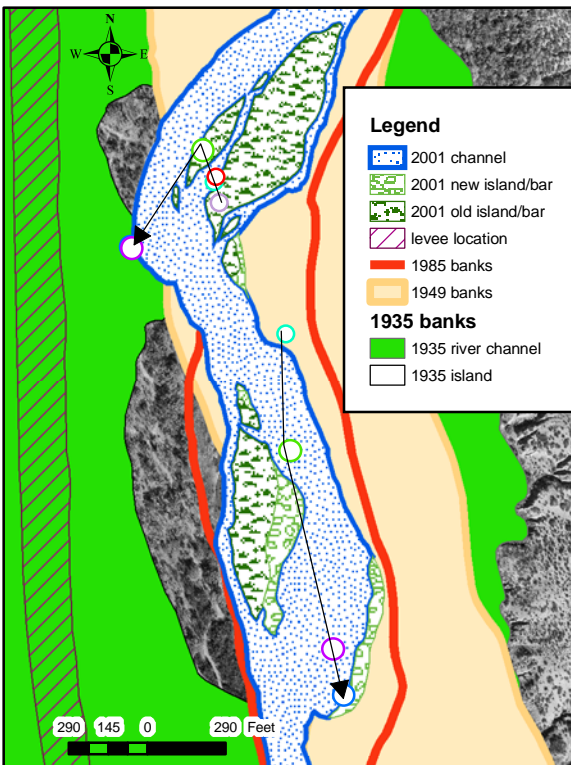 N
W E
S
Legend
2001 channel
2001 new island/bar
2001 old island/bar
levee location
1985 banks
1949 banks
1935 banks
1935 river channel
1935 island
290 145 0 290 Feet